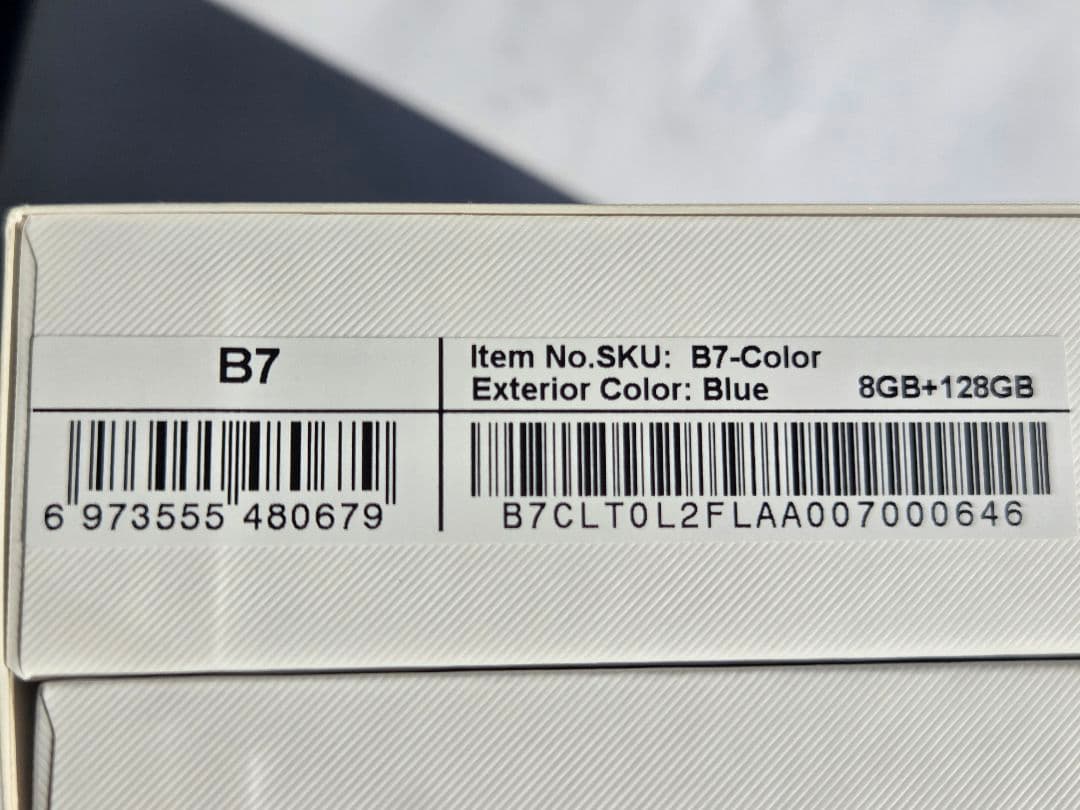 B7
Item No.SKU: B7-Color
Exterior Color: Blue 8GB+128GB
6 973555 480679
B7CLT0L2FLAA007000646